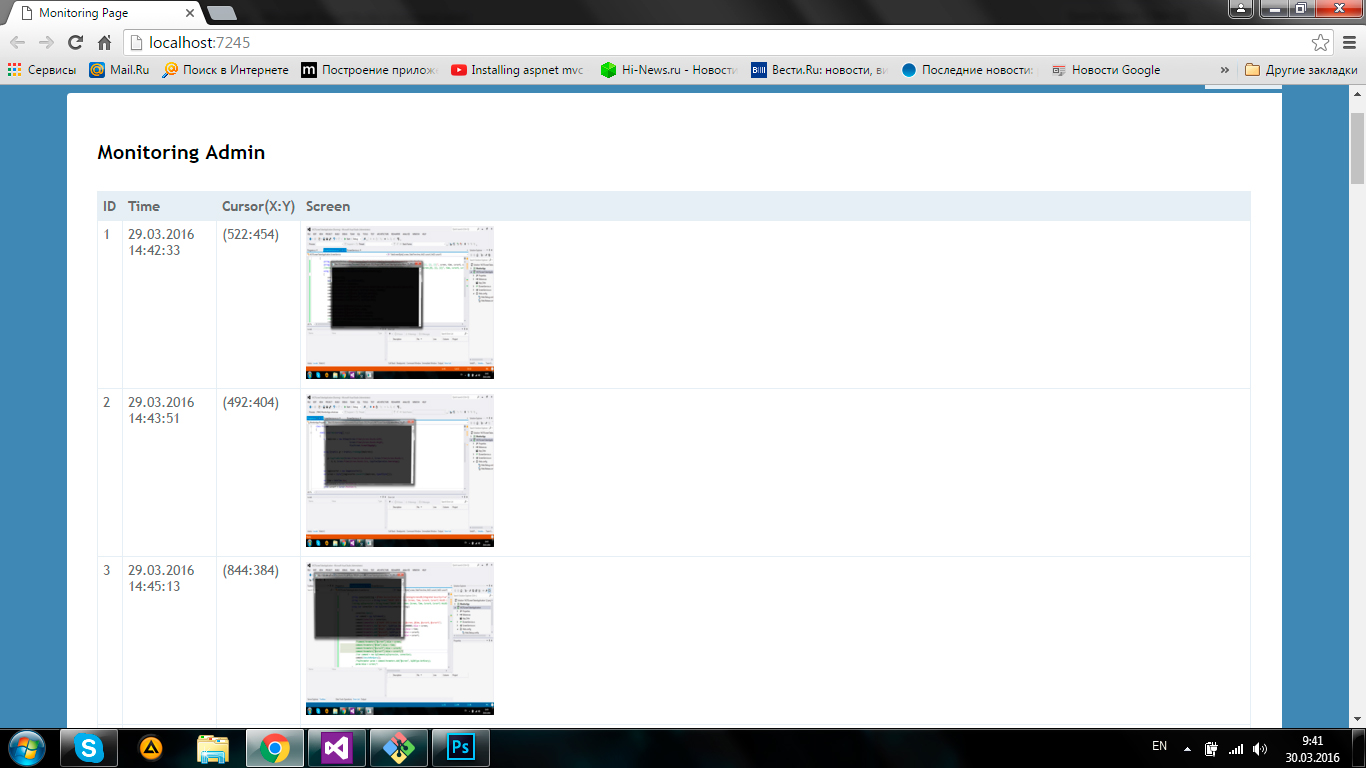 Monitoring Page
localhost:7245
Сервисы
Mail.Ru
Поиск в Интернете
Построение прилож
Installing aspnet mvc
Hi-News.ru - Новости
Вести.Ru: новости, ви
Последние новости:
Новости Google
»
Другие закладки
Monitoring Admin
ID Time Cursor(X:Y) Screen
1 29.03.2016 (522:454)
14:42:33
2 29.03.2016 (492:404)
14:43:51
3 29.03.2016 (844:384)
14:45:13
Ps
EN
9:41
30.03.2016